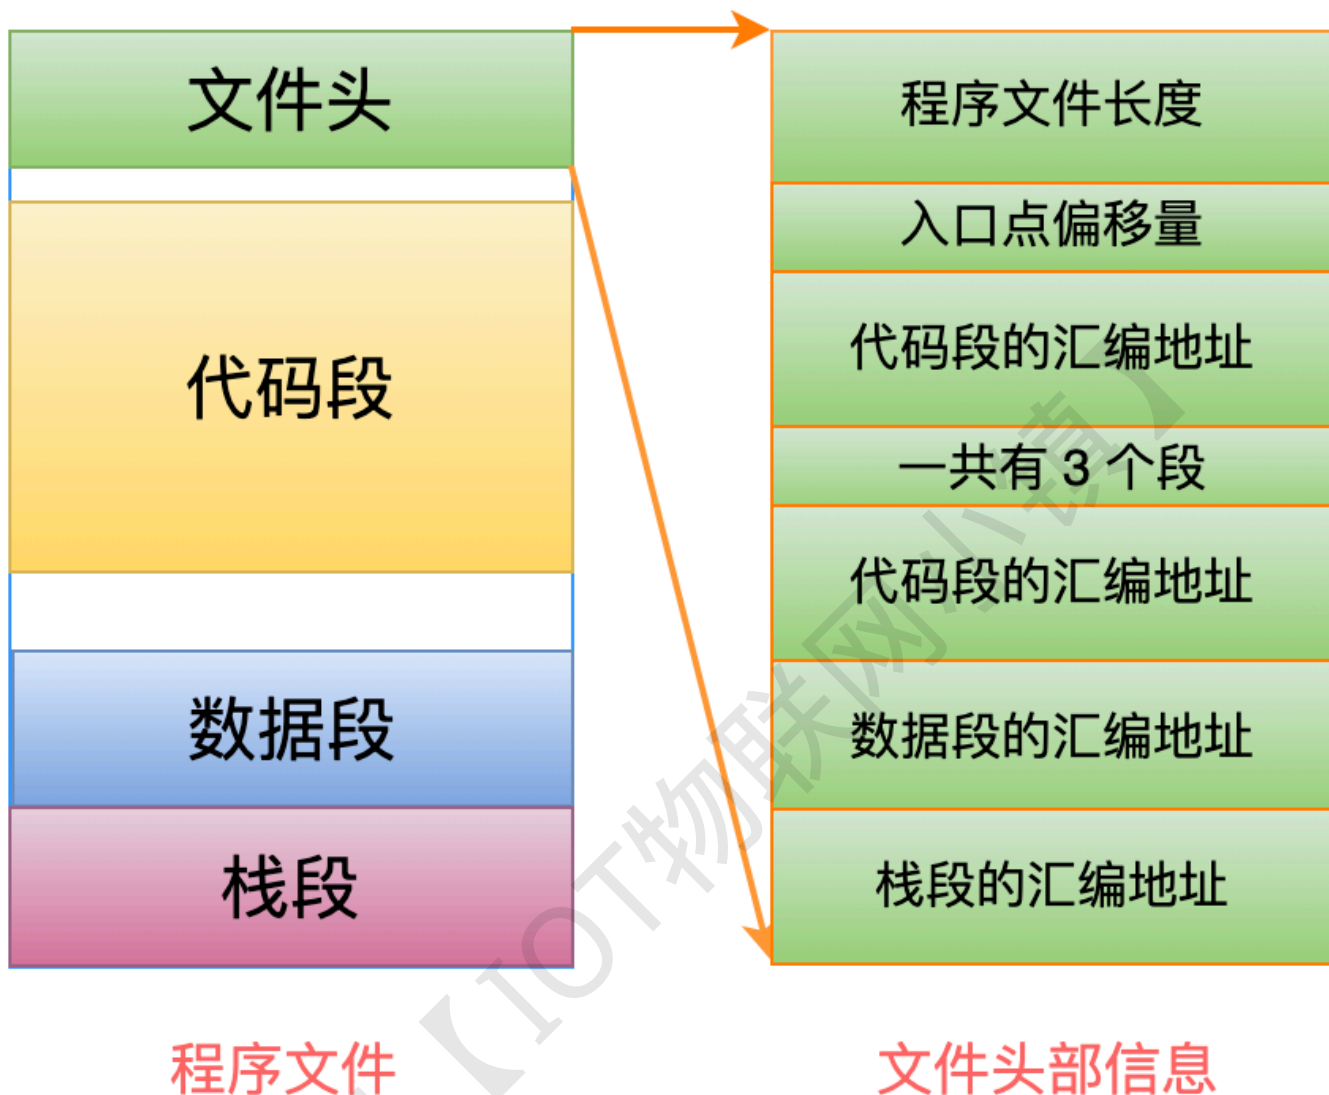 文件头
代码段
数据段
栈段
程序文件
程序文件长度
入口点偏移量
代码段的汇编地址
一共有 3 个段
代码段的汇编地址
数据段的汇编地址
栈段的汇编地址
文件头部信息
【IOT物联网小镇】